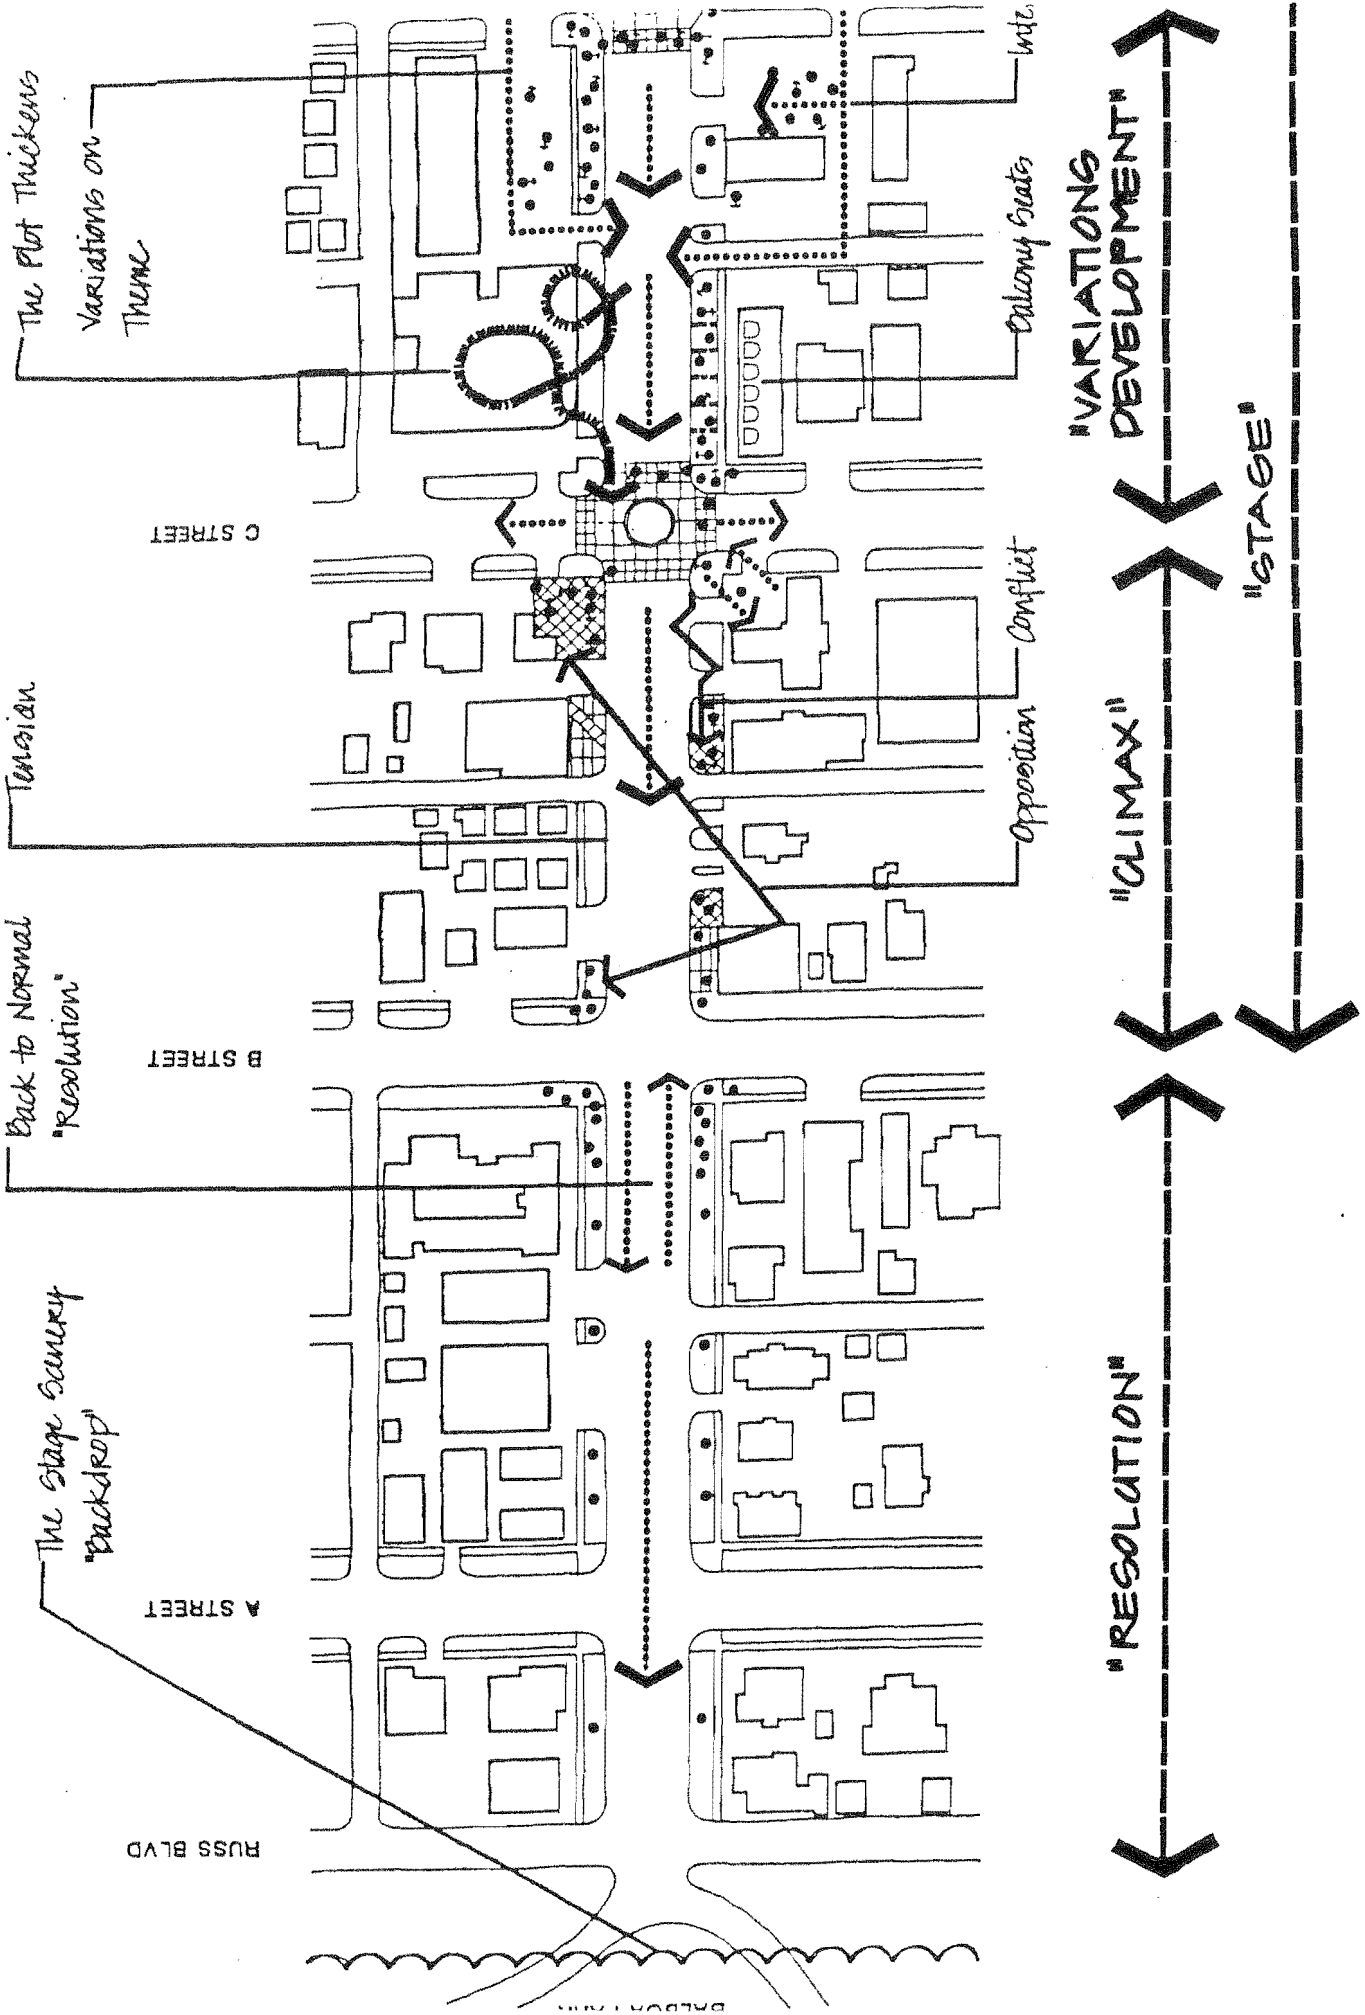 The Plot Thickens
Variations on
Theme
Tension
Back to Normal
"Resolution"
The Stage Scenery
"Backdrop"
C STREET
B STREET
A STREET
RUSS BLVD
Balcony Seats
Conflict
Opposition
"VARIATIONS
DEVELOPMENT"
"CLIMAX"
"RESOLUTION"
"STAGE"